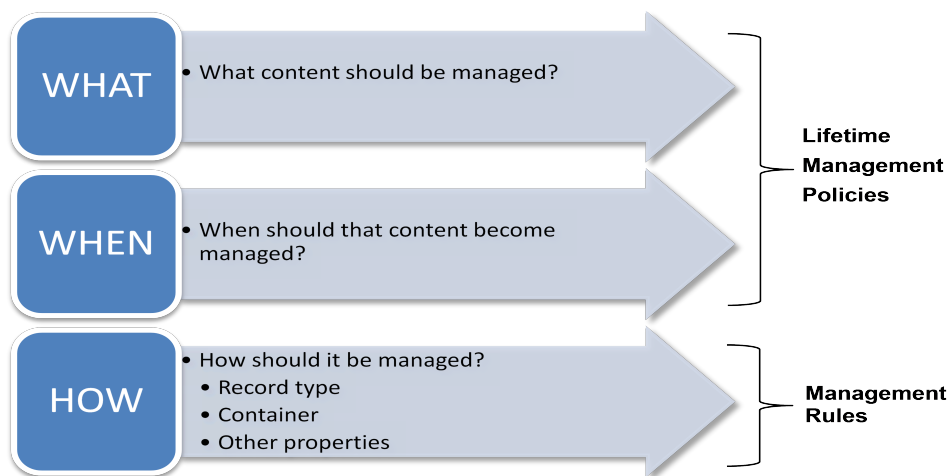 WHAT
• What content should be managed?
WHEN
• When should that content become
managed?
Lifetime
Management
Policies
HOW
• How should it be managed?
• Record type
• Container
• Other properties
Management
Rules